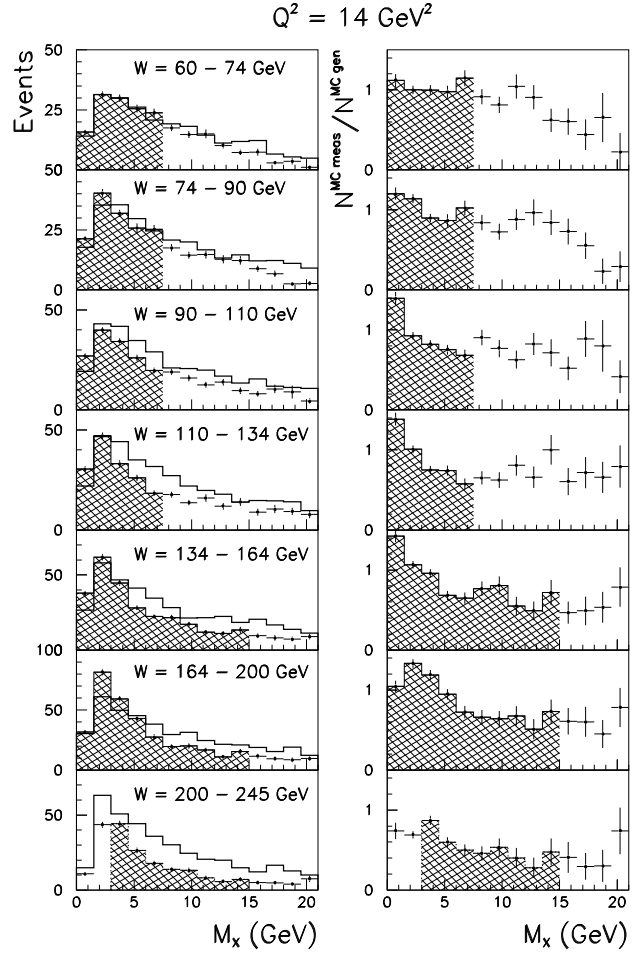 Q² = 14 GeV²
Events
N^MC meas / N^MC gen
W = 60 – 74 GeV
50
25
50
1
0
W = 74 – 90 GeV
25
0
1
0
W = 90 – 110 GeV
50
0
1
0
W = 110 – 134 GeV
50
0
1
0
W = 134 – 164 GeV
50
100
1
0
W = 164 – 200 GeV
50
0
1
0
W = 200 – 245 GeV
50
0
1
0
0 5 10 15 20
0 5 10 15 20
Mₓ (GeV)
Mₓ (GeV)